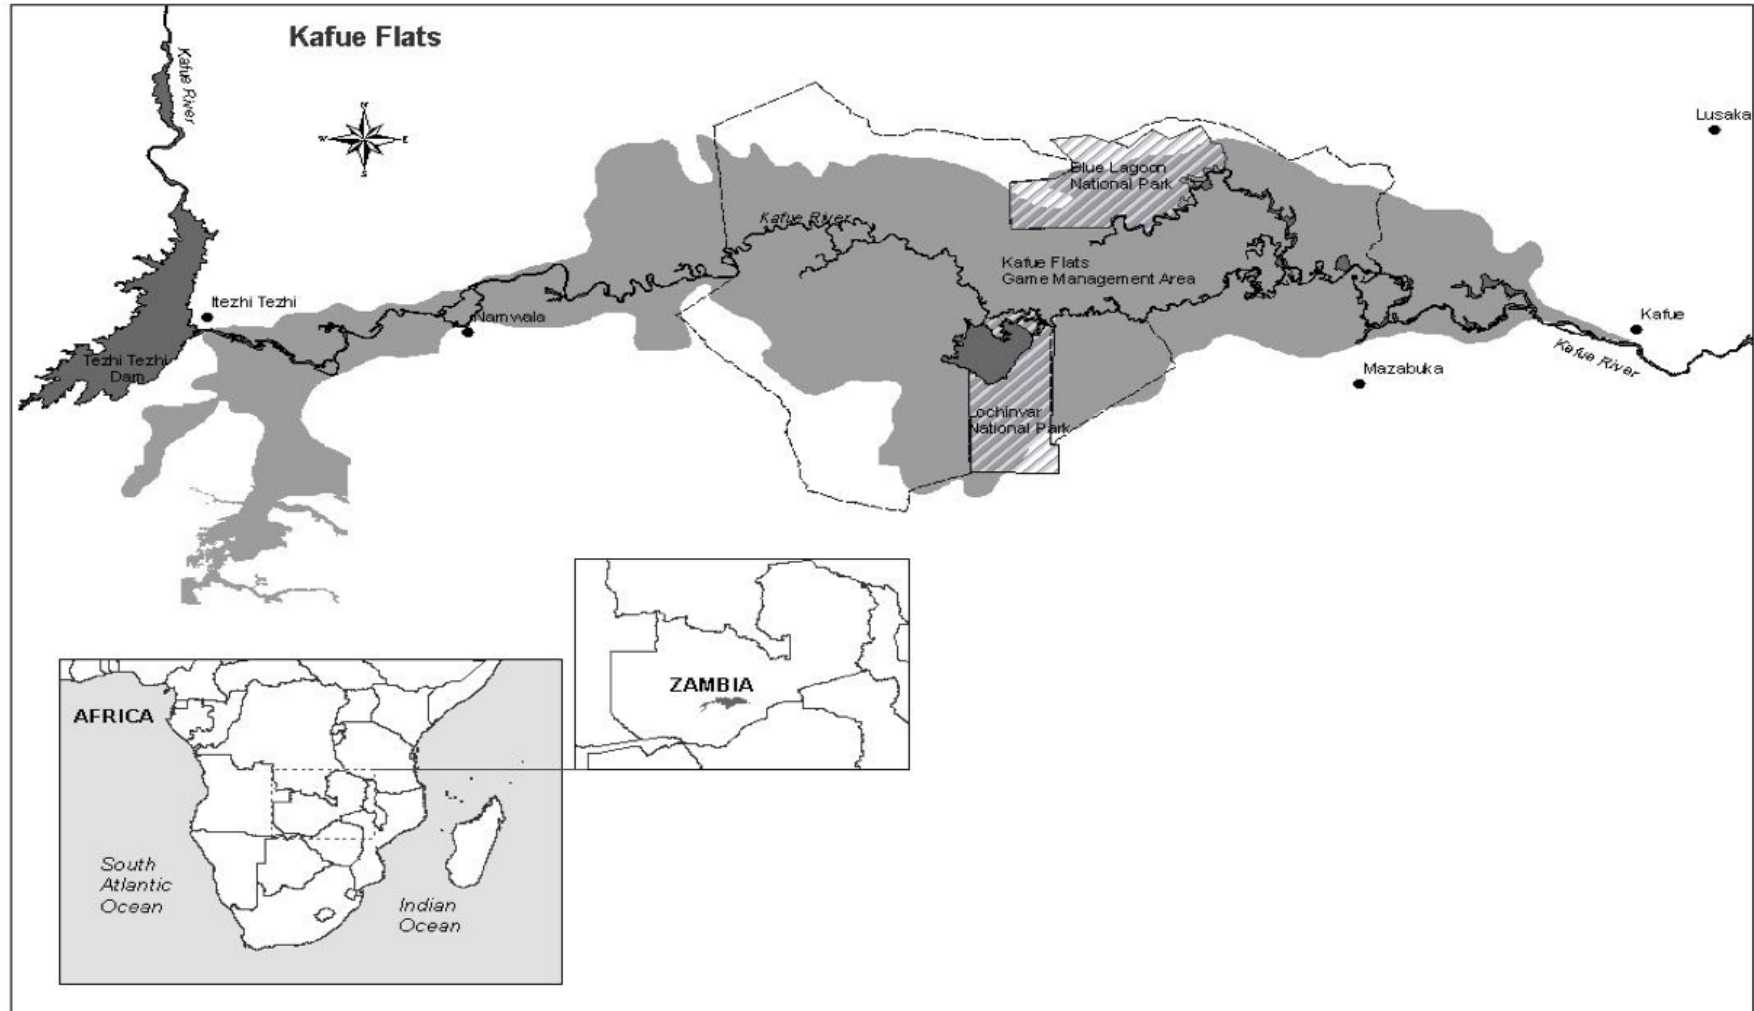 Kafue Flats
Kafue River
N
W
E
S
Lusaka
Blue Lagoon
National Park
Kafue River
Kafue Flats
Game Management Area
Itezhi Tezhi
Namwala
Tezhi Tezhi
Dam
Kafue
Kafue River
Mazabuka
Lochinvar
National Park
ZAMBIA
AFRICA
South
Atlantic
Ocean
Indian
Ocean